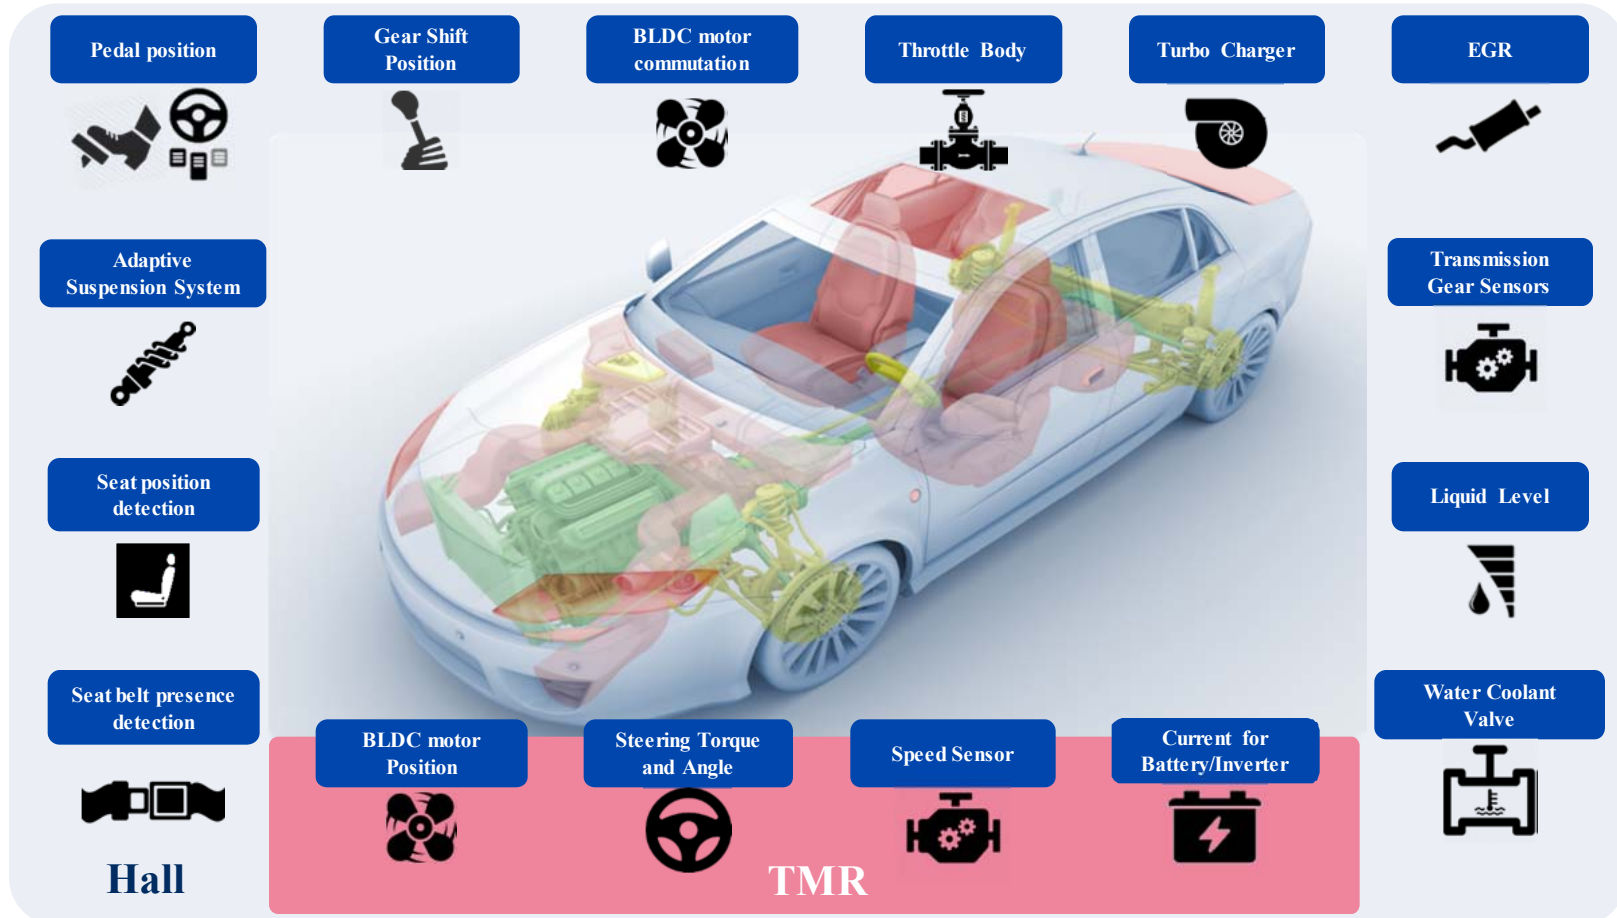 Pedal position
Gear Shift
Position
BLDC motor
commutation
Throttle Body
Turbo Charger
EGR
Adaptive
Suspension System
Transmission
Gear Sensors
Seat position
detection
Liquid Level
Seat belt presence
detection
Water Coolant
Valve
BLDC motor
Position
Steering Torque
and Angle
Speed Sensor
Current for
Battery/Inverter
Hall
TMR